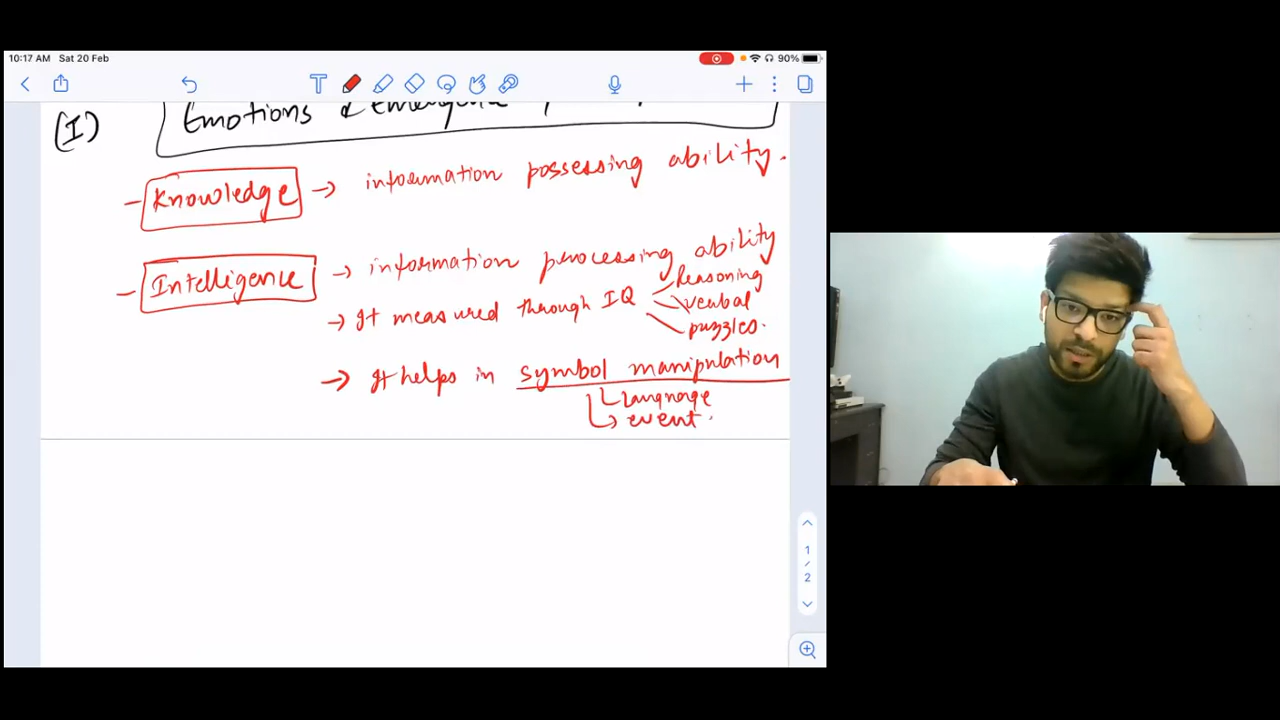 10:17 AM Sat 20 Feb 90%
(I) Emotions &
- Knowledge → information possessing ability.
- Intelligence → information processing ability
→ It measured through IQ
Reasoning
verbal
puzzles.
→ It helps in symbol manipulation
language
event.
1
/
2